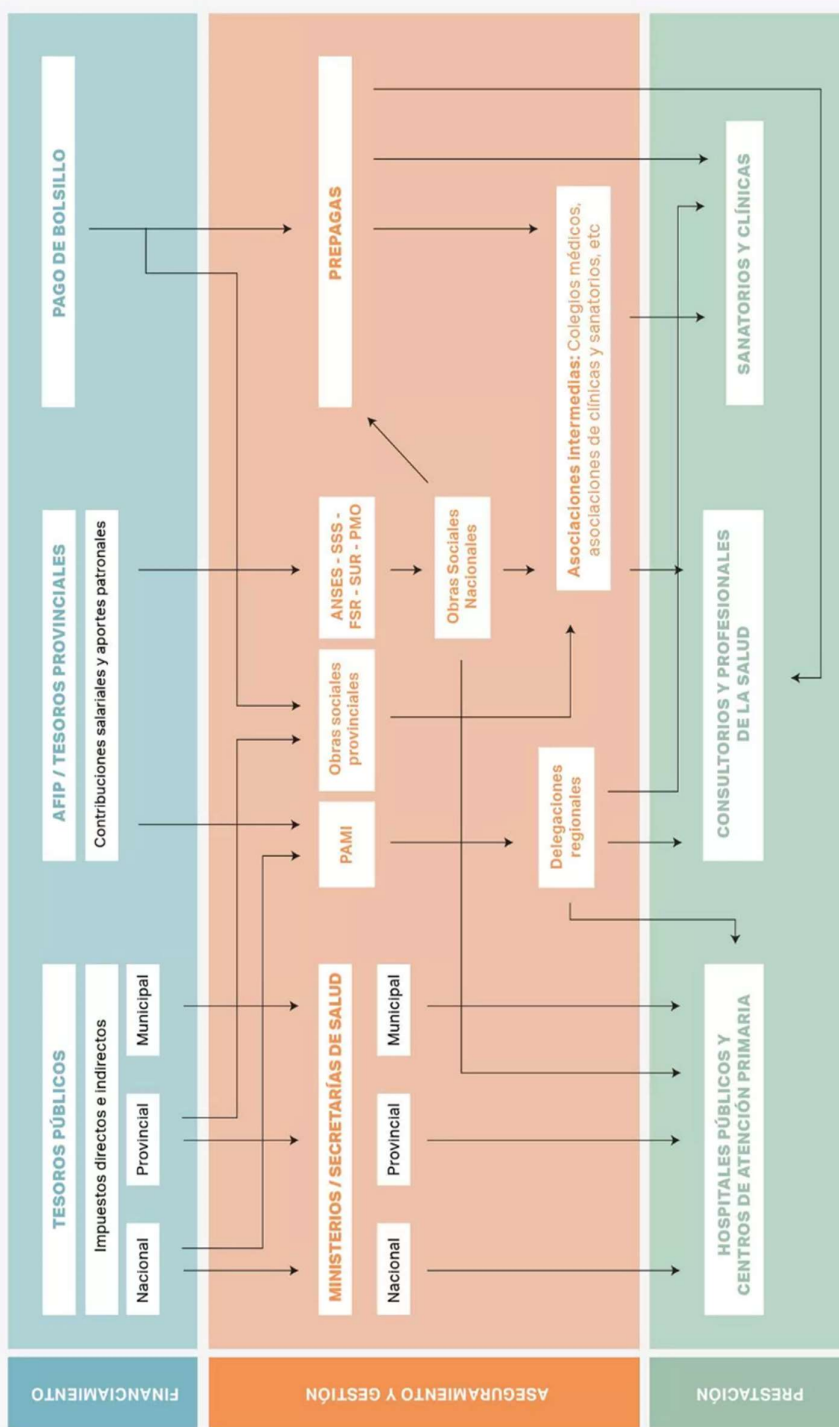 FINANCIAMIENTO
TESOROS PÚBLICOS
Impuestos directos e indirectos
Nacional
Provincial
Municipal
AFIP / TESOROS PROVINCIALES
Contribuciones salariales y aportes patronales
PAGO DE BOLSILLO
ASEGURAMIENTO Y GESTIÓN
MINISTERIOS / SECRETARÍAS DE SALUD
Nacional
Provincial
Municipal
PAMI
Obras sociales
provinciales
ANSES - SSS -
FSR - SUR - PMO
PREPAGAS
Obras Sociales
Nacionales
Delegaciones
regionales
Asociaciones intermedias: Colegios médicos,
asociaciones de clínicas y sanatorios, etc
PRESTACIÓN
HOSPITALES PÚBLICOS Y
CENTROS DE ATENCIÓN PRIMARIA
CONSULTORIOS Y PROFESIONALES
DE LA SALUD
SANATORIOS Y CLÍNICAS